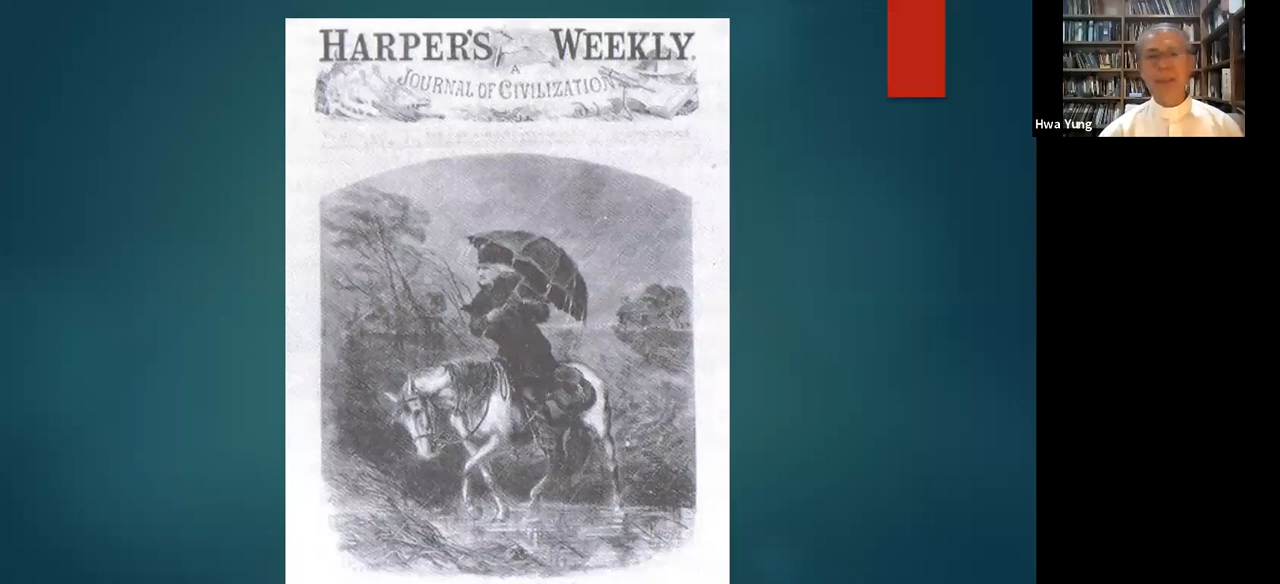 HARPER'S WEEKLY.
A
JOURNAL OF CIVILIZATION
Hwa Yung